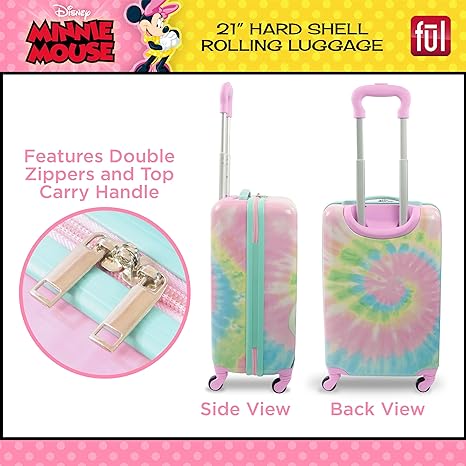 Disney
MINNIE
MOUSE
21" HARD SHELL
ROLLING LUGGAGE
fūl
Features Double
Zippers and Top
Carry Handle
Side View
Back View